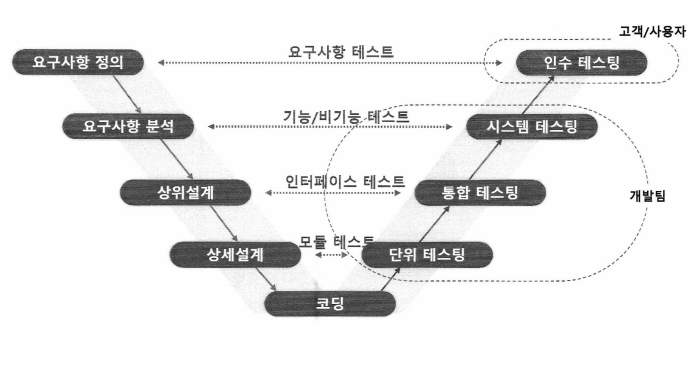 고객/사용자
요구사항 정의
요구사항 테스트
인수 테스팅
요구사항 분석
기능/비기능 테스트
시스템 테스팅
상위설계
인터페이스 테스트
통합 테스팅
개발팀
상세설계
모듈 테스트
단위 테스팅
코딩